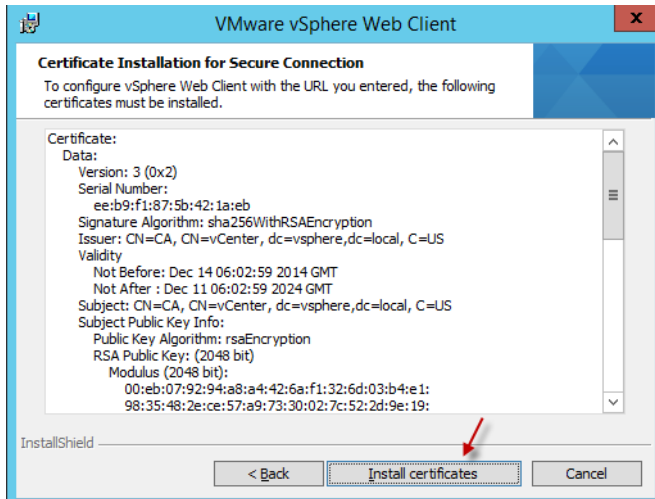 VMware vSphere Web Client
x
Certificate Installation for Secure Connection
To configure vSphere Web Client with the URL you entered, the following
certificates must be installed.
Certificate:
Data:
Version: 3 (0x2)
Serial Number:
ee:b9:f1:87:5b:42:1a:eb
Signature Algorithm: sha256WithRSAEncryption
Issuer: CN=CA, CN=vCenter, dc=vsphere,dc=local, C=US
Validity
Not Before: Dec 14 06:02:59 2014 GMT
Not After : Dec 11 06:02:59 2024 GMT
Subject: CN=CA, CN=vCenter, dc=vsphere,dc=local, C=US
Subject Public Key Info:
Public Key Algorithm: rsaEncryption
RSA Public Key: (2048 bit)
Modulus (2048 bit):
00:eb:07:92:94:a8:a4:42:6a:f1:32:6d:03:b4:e1:
98:35:48:2e:ce:57:a9:73:30:02:7c:52:2d:9e:19:
InstallShield
< Back
Install certificates
Cancel